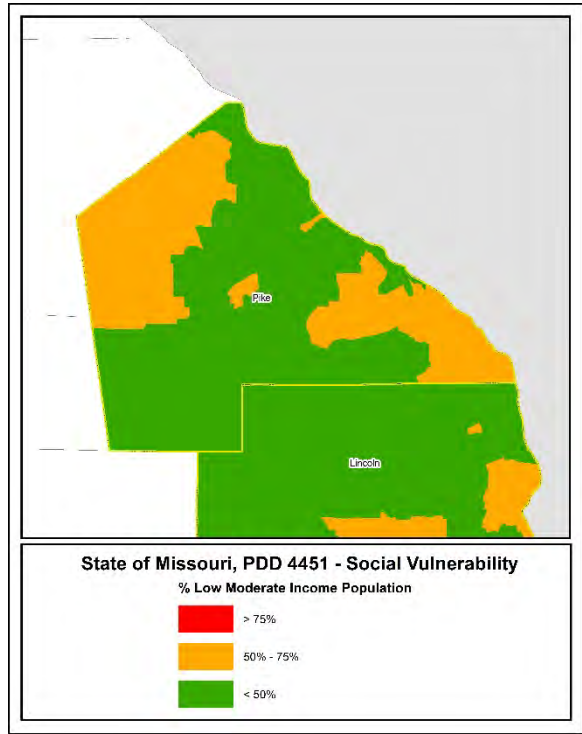 Pike
Lincoln
State of Missouri, PDD 4451 - Social Vulnerability
% Low Moderate Income Population
> 75%
50% - 75%
< 50%